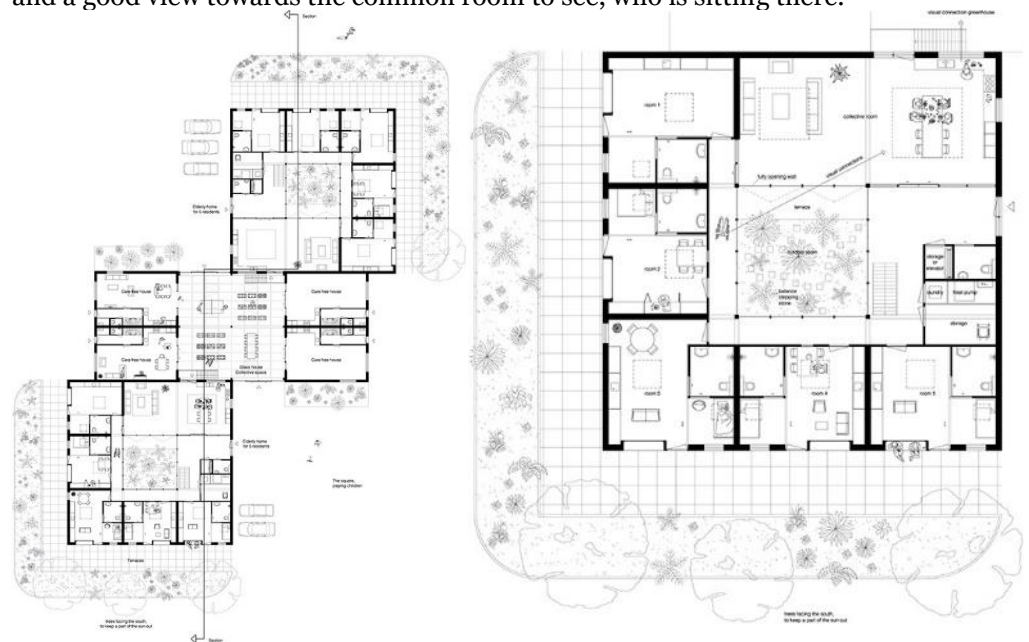 and a good view towards the common room to see, who is sitting there.
Section
Elderly home
for 5 residents
Care free house
Care free house
Care free house
Care free house
Glass house
Collective space
Elderly home
for 5 residents
The square,
playing children
Terraces
trees facing the south,
to keep a part of the sun out
Section
visual connection greenhouse
room 1
collective room
visual connections
fully opening wall
terrace
outdoor room
balance
stepping
stone
room 2
storage
or
elevator
laundry
heat pump
storage
room 3
room 4
room 5
trees facing the south,
to keep a part of the sun out